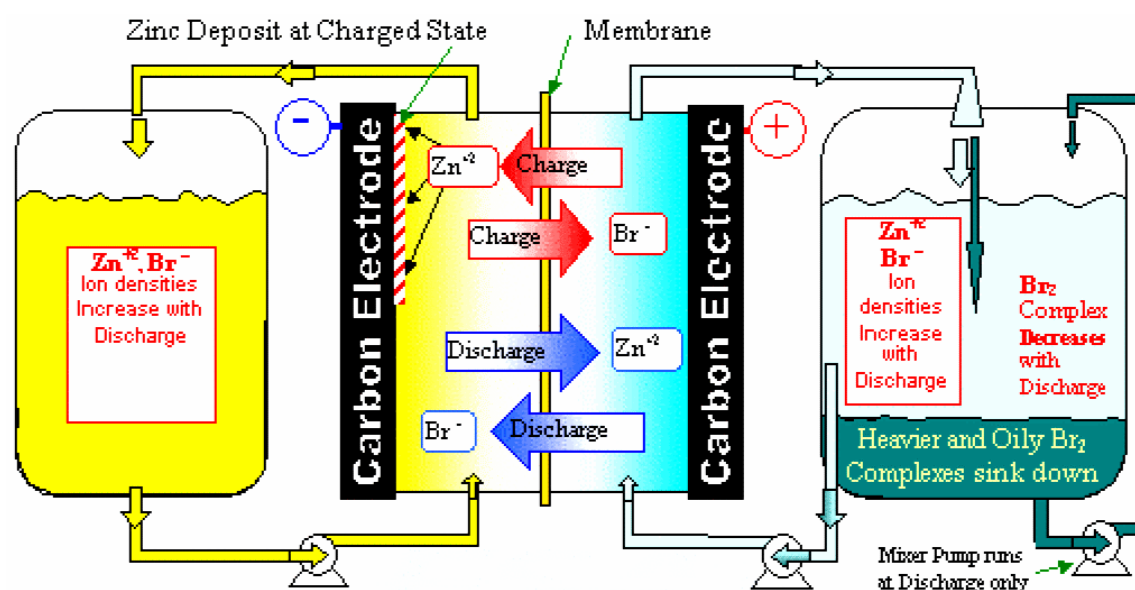 Zinc Deposit at Charged State
Membrane
−
Carbon Electrode
Zn+2
Charge
Charge
Br -
Discharge
Zn+2
Br -
Discharge
Carbon Elcctrode
+
Zn+2, Br −
Ion densities
Increase with
Discharge
Zn+2
Br −
Ion
densities
Increase
with
Discharge
Br2
Complex
Decreases
with
Discharge
Heavier and Oily Br2
Complexes sink down
Mixer Pump runs
at Discharge only